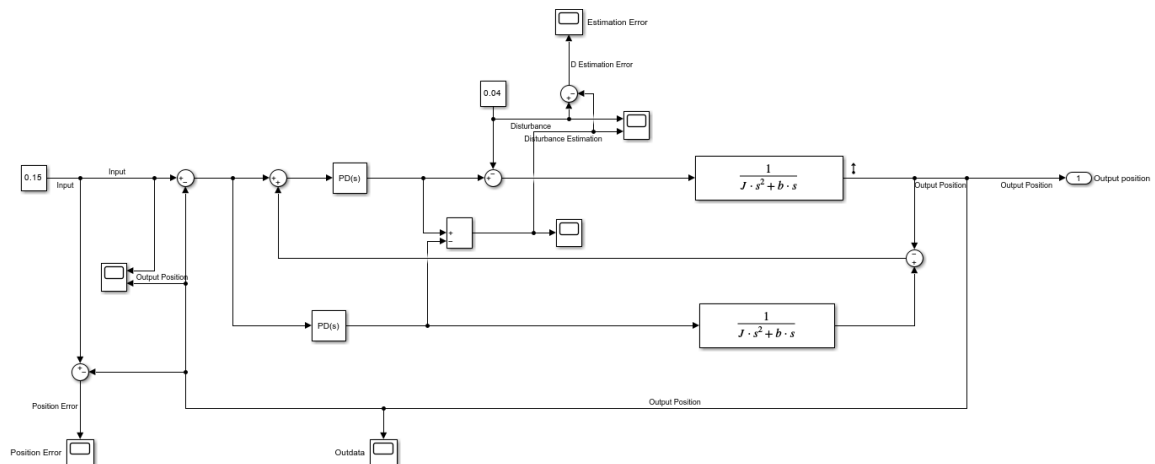 Estimation Error
D Estimation Error
0.04
Disturbance
Disturbance Estimation
0.15
Input
Input
+
−
+
+
PD(s)
+
−
1
J · s² + b · s
Output Position
Output Position
1
Output position
+
−
−
+
Output Position
PD(s)
1
J · s² + b · s
+
−
Position Error
Output Position
Position Error
Outdata